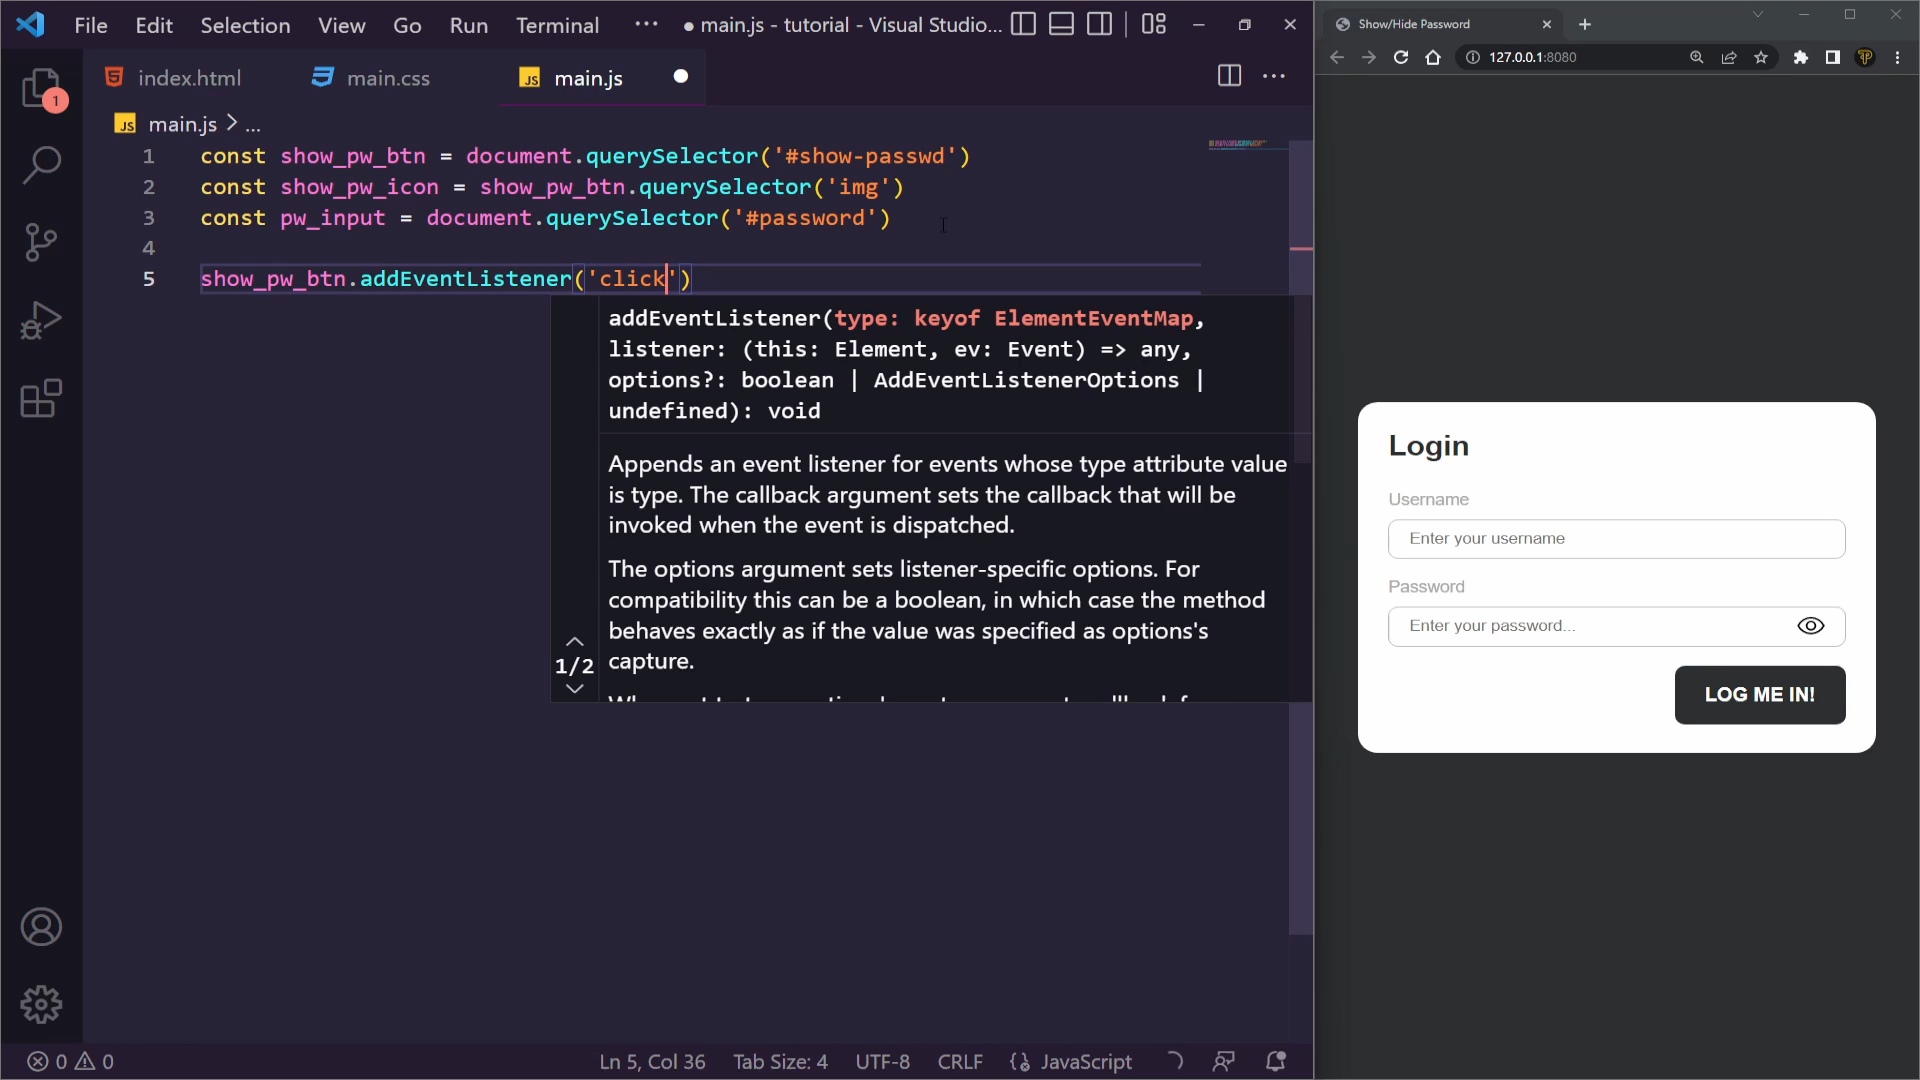 File Edit Selection View Go Run Terminal ··· ● main.js - tutorial - Visual Studio...
index.html main.css JS main.js
1
JS main.js > ...
1 const show_pw_btn = document.querySelector('#show-passwd')
2 const show_pw_icon = show_pw_btn.querySelector('img')
3 const pw_input = document.querySelector('#password')
4
5 show_pw_btn.addEventListener('click')
addEventListener(type: keyof ElementEventMap,
listener: (this: Element, ev: Event) => any,
options?: boolean | AddEventListenerOptions |
undefined): void
Appends an event listener for events whose type attribute value
is type. The callback argument sets the callback that will be
invoked when the event is dispatched.
The options argument sets listener-specific options. For
compatibility this can be a boolean, in which case the method
behaves exactly as if the value was specified as options's
capture.
1/2
0 0 Ln 5, Col 36 Tab Size: 4 UTF-8 CRLF JavaScript
Show/Hide Password
127.0.0.1:8080
Login
Username
Enter your username
Password
Enter your password...
LOG ME IN!